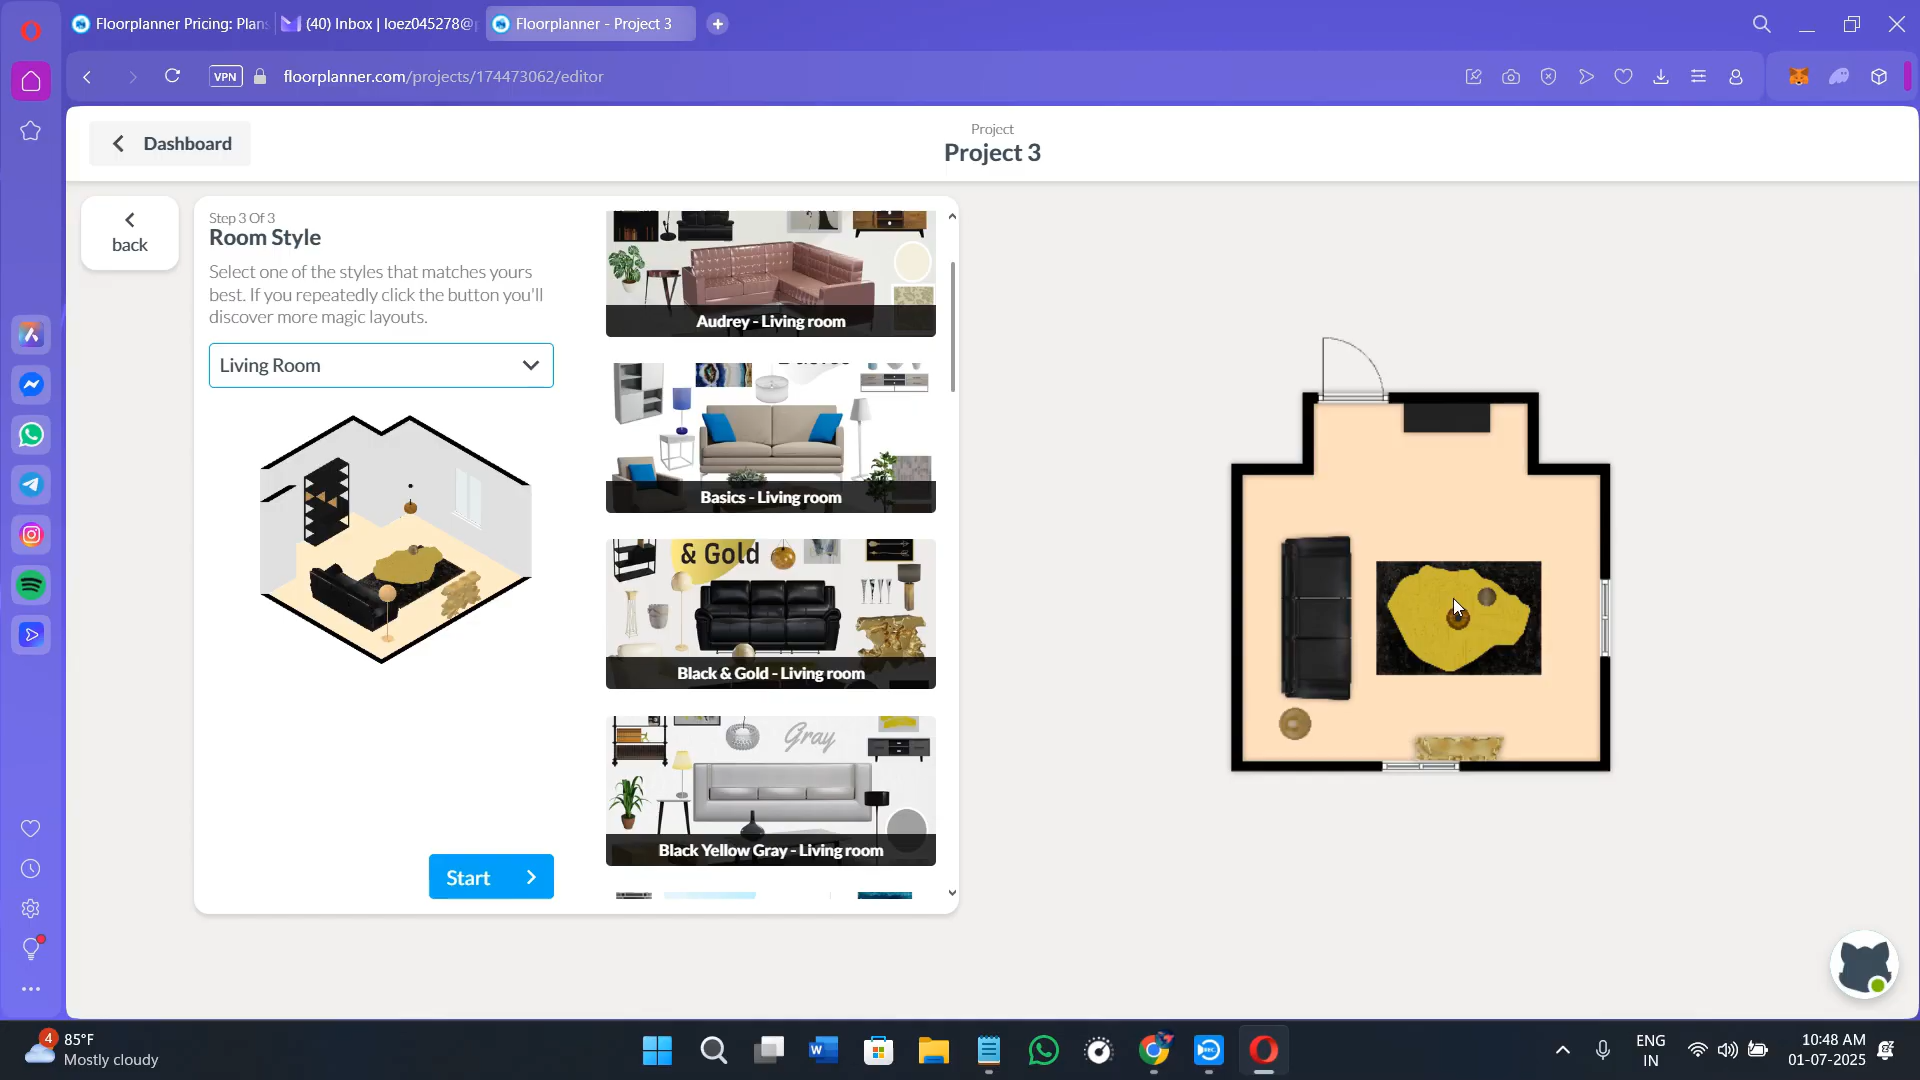 Floorplanner Pricing: Plans
(40) Inbox | loez045278@
Floorplanner - Project 3
VPN
floorplanner.com/projects/174473062/editor
Dashboard
Project
Project 3
back
Step 3 Of 3
Room Style
Select one of the styles that matches yours
best. If you repeatedly click the button you'll
discover more magic layouts.
Living Room
Start
Audrey - Living room
Basics - Living room
& Gold
Black & Gold - Living room
Gray
Black Yellow Gray - Living room
4
85°F
Mostly cloudy
ENG
IN
10:48 AM
01-07-2025